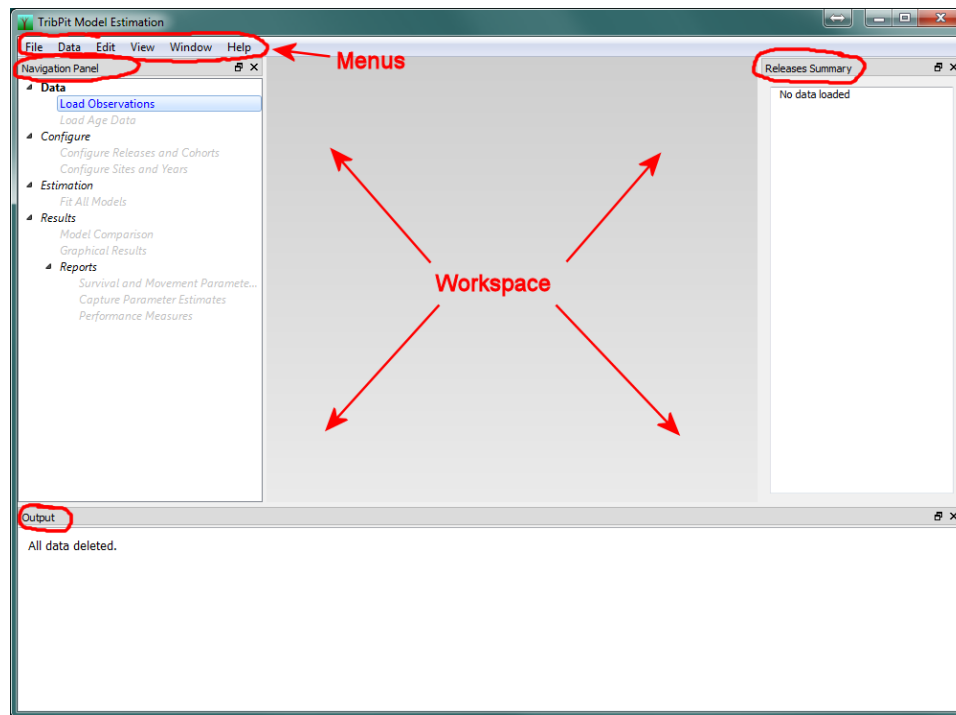 TribPit Model Estimation
File Data Edit View Window Help
Menus
Navigation Panel
Releases Summary
Data
Load Observations
Load Age Data
Configure
Configure Releases and Cohorts
Configure Sites and Years
Estimation
Fit All Models
Results
Model Comparison
Graphical Results
Reports
Survival and Movement Paramete...
Capture Parameter Estimates
Performance Measures
Workspace
No data loaded
Output
All data deleted.